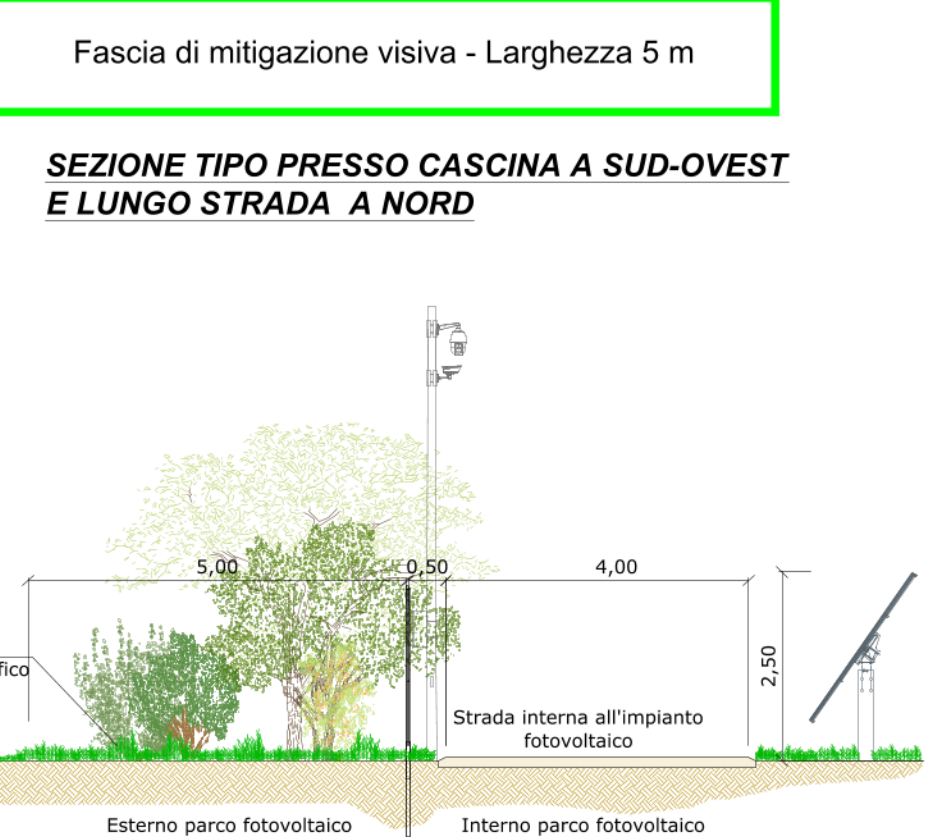 Fascia di mitigazione visiva - Larghezza 5 m
SEZIONE TIPO PRESSO CASCINA A SUD-OVEST
E LUNGO STRADA A NORD
5,00
0,50
4,00
2,50
fico
Strada interna all'impianto
fotovoltaico
Esterno parco fotovoltaico
Interno parco fotovoltaico